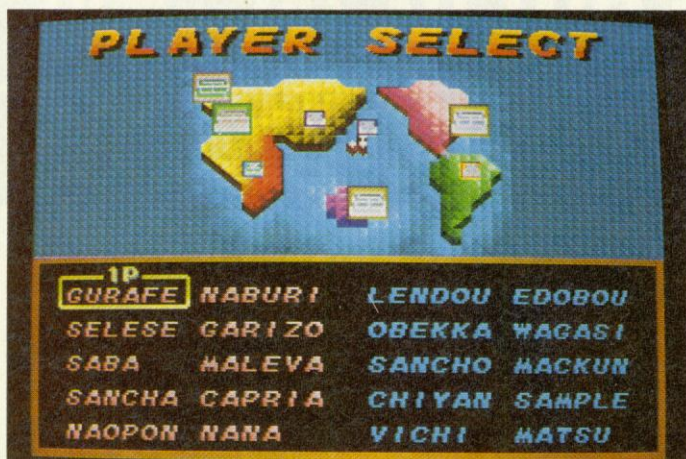 PLAYER SELECT
1P
GURAFE NABURI LENDOU EDOBOU
SELESE GARIZO OBEKKA WAGASI
SABA MALEVA SANCHO MACKUN
SANCHA CAPRIA CHIYAN SAMPLE
NAOPON NANA VICHI MATSU